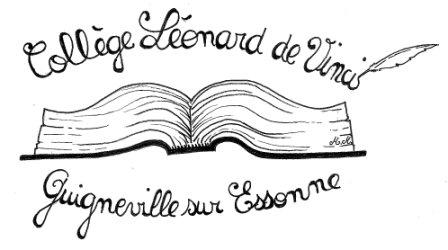 Collège Léonard de Vinci
Guigneville sur Essonne